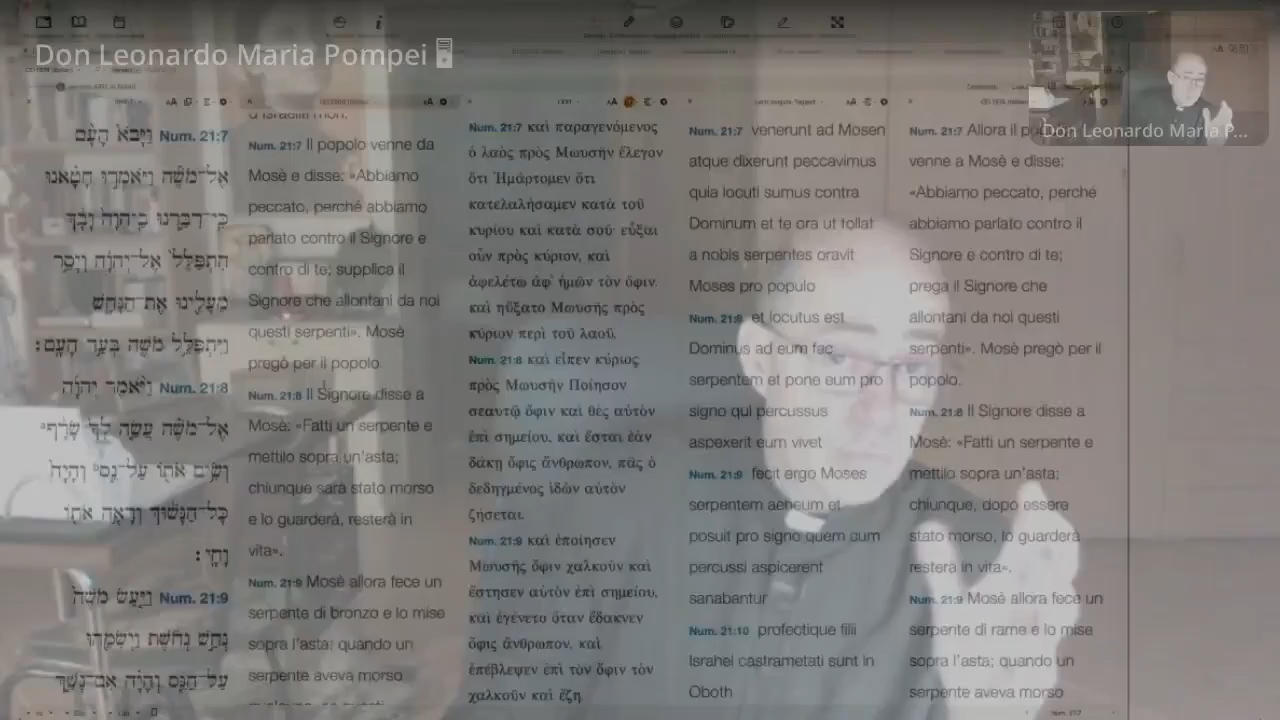 Don Leonardo Maria Pompei
Don Leonardo Maria P...
Num. 21:7 וַיָּבֹא הָעָם
אֶל־מֹשֶׁה וַיֹּאמְרוּ חָטָאנוּ
כִּי־דִבַּרְנוּ בַיהוָה וָבָךְ
הִתְפַּלֵּל אֶל־יְהוָה וְיָסֵר
מֵעָלֵינוּ אֶת־הַנָּחָשׁ
וַיִּתְפַּלֵּל מֹשֶׁה בְּעַד הָעָם׃
Num. 21:8 וַיֹּאמֶר יְהוָה
אֶל־מֹשֶׁה עֲשֵׂה לְךָ שָׂרָף
וְשִׂים אֹתוֹ עַל־נֵס וְהָיָה
כָּל־הַנָּשׁוּךְ וְרָאָה אֹתוֹ
וָחָי׃
Num. 21:9 וַיַּעַשׂ מֹשֶׁה
נְחַשׁ נְחֹשֶׁת וַיְשִׂמֵהוּ
עַל־הַנֵּס וְהָיָה אִם־נָשַׁךְ
d'Israele morì.
Num. 21:7 Il popolo venne da
Mosè e disse: «Abbiamo
peccato, perché abbiamo
parlato contro il Signore e
contro di te; supplica il
Signore che allontani da noi
questi serpenti». Mosè
pregò per il popolo.
Num. 21:8 Il Signore disse a
Mosè: «Fatti un serpente e
mettilo sopra un'asta;
chiunque sarà stato morso
e lo guarderà, resterà in
vita».
Num. 21:9 Mosè allora fece un
serpente di bronzo e lo mise
sopra l'asta; quando un
serpente aveva morso
Num. 21:7 καὶ παραγενόμενος
ὁ λαὸς πρὸς Μωυσῆν ἔλεγον
ὅτι Ἡμάρτομεν ὅτι
κατελαλήσαμεν κατὰ τοῦ
κυρίου καὶ κατὰ σοῦ· εὖξαι
οὖν πρὸς κύριον, καὶ
ἀφελέτω ἀφ᾽ ἡμῶν τὸν ὄφιν.
καὶ ηὔξατο Μωυσῆς πρὸς
κύριον περὶ τοῦ λαοῦ.
Num. 21:8 καὶ εἶπεν κύριος
πρὸς Μωυσῆν Ποίησον
σεαυτῷ ὄφιν καὶ θὲς αὐτὸν
ἐπὶ σημείου, καὶ ἔσται ἐὰν
δάκῃ ὄφις ἄνθρωπον, πᾶς ὁ
δεδηγμένος ἰδὼν αὐτὸν
ζήσεται.
Num. 21:9 καὶ ἐποίησεν
Μωυσῆς ὄφιν χαλκοῦν καὶ
ἔστησεν αὐτὸν ἐπὶ σημείου,
καὶ ἐγένετο ὅταν ἔδακνεν
ὄφις ἄνθρωπον, καὶ
ἐπέβλεψεν ἐπὶ τὸν ὄφιν τὸν
χαλκοῦν καὶ ἔζη.
Num. 21:7 venerunt ad Mosen
atque dixerunt peccavimus
quia locuti sumus contra
Dominum et te ora ut tollat
a nobis serpentes oravit
Moses pro populo
Num. 21:8 et locutus est
Dominus ad eum fac
serpentem et pone eum pro
signo qui percussus
aspexerit eum vivet
Num. 21:9 fecit ergo Moses
serpentem aeneum et
posuit pro signo quem cum
percussi aspicerent
sanabantur
Num. 21:10 profectique filii
Israhel castrametati sunt in
Oboth
Num. 21:7 Allora il po
venne a Mosè e disse:
«Abbiamo peccato, perché
abbiamo parlato contro il
Signore e contro di te;
prega il Signore che
allontani da noi questi
serpenti». Mosè pregò per il
popolo.
Num. 21:8 Il Signore disse a
Mosè: «Fatti un serpente e
mettilo sopra un'asta;
chiunque, dopo essere
stato morso, lo guarderà
resterà in vita».
Num. 21:9 Mosè allora fece un
serpente di rame e lo mise
sopra l'asta; quando un
serpente aveva morso